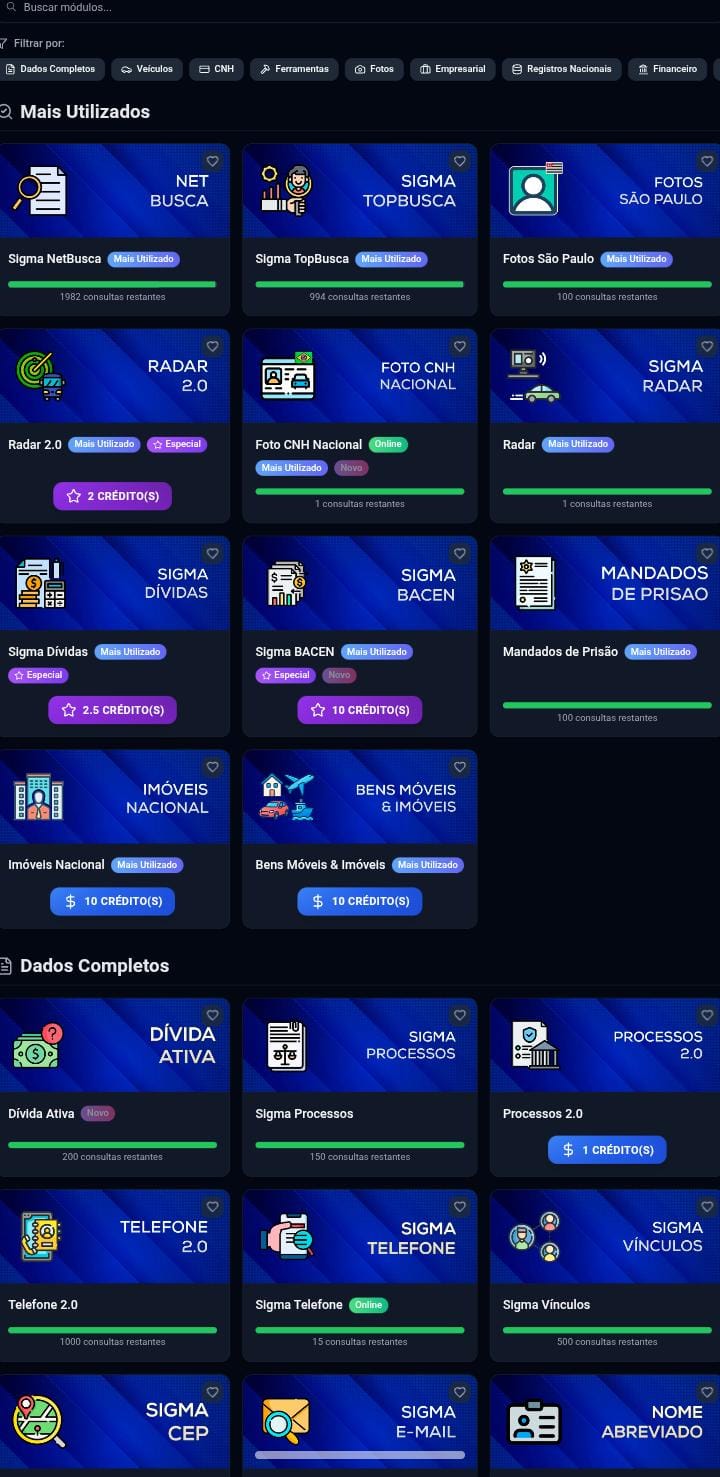 Buscar módulos...
Filtrar por:
Dados Completos
Veículos
CNH
Ferramentas
Fotos
Empresarial
Registros Nacionais
Financeiro
Mais Utilizados
NET
BUSCA
Sigma NetBusca
Mais Utilizado
1982 consultas restantes
SIGMA
TOPBUSCA
Sigma TopBusca
Mais Utilizado
994 consultas restantes
FOTOS
SÃO PAULO
Fotos São Paulo
Mais Utilizado
100 consultas restantes
RADAR
2.0
Radar 2.0
Mais Utilizado
Especial
2 CRÉDITO(S)
FOTO CNH
NACIONAL
Foto CNH Nacional
Online
Mais Utilizado
Novo
1 consultas restantes
SIGMA
RADAR
Radar
Mais Utilizado
1 consultas restantes
SIGMA
DÍVIDAS
Sigma Dívidas
Mais Utilizado
Especial
2.5 CRÉDITO(S)
SIGMA
BACEN
Sigma BACEN
Mais Utilizado
Especial
Novo
10 CRÉDITO(S)
MANDADOS
DE PRISAO
Mandados de Prisão
Mais Utilizado
100 consultas restantes
IMÓVEIS
NACIONAL
Imóveis Nacional
Mais Utilizado
10 CRÉDITO(S)
BENS MÓVEIS
& IMÓVEIS
Bens Móveis & Imóveis
Mais Utilizado
10 CRÉDITO(S)
Dados Completos
DÍVIDA
ATIVA
Dívida Ativa
Novo
200 consultas restantes
SIGMA
PROCESSOS
Sigma Processos
150 consultas restantes
PROCESSOS
2.0
Processos 2.0
1 CRÉDITO(S)
TELEFONE
2.0
Telefone 2.0
1000 consultas restantes
SIGMA
TELEFONE
Sigma Telefone
Online
15 consultas restantes
SIGMA
VÍNCULOS
Sigma Vínculos
500 consultas restantes
SIGMA
CEP
SIGMA
E-MAIL
NOME
ABREVIADO